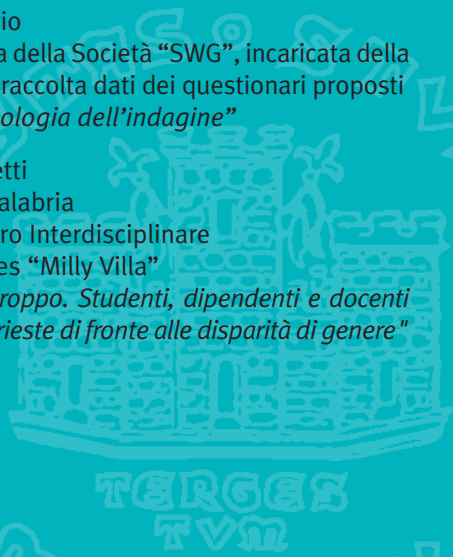 io
a della Società “SWG”, incaricata della
raccolta dati dei questionari proposti
ologia dell’indagine”
etti
alabria
ro Interdisciplinare
es “Milly Villa”
roppo. Studenti, dipendenti e docenti
rieste di fronte alle disparità di genere"
TERGES
TVM